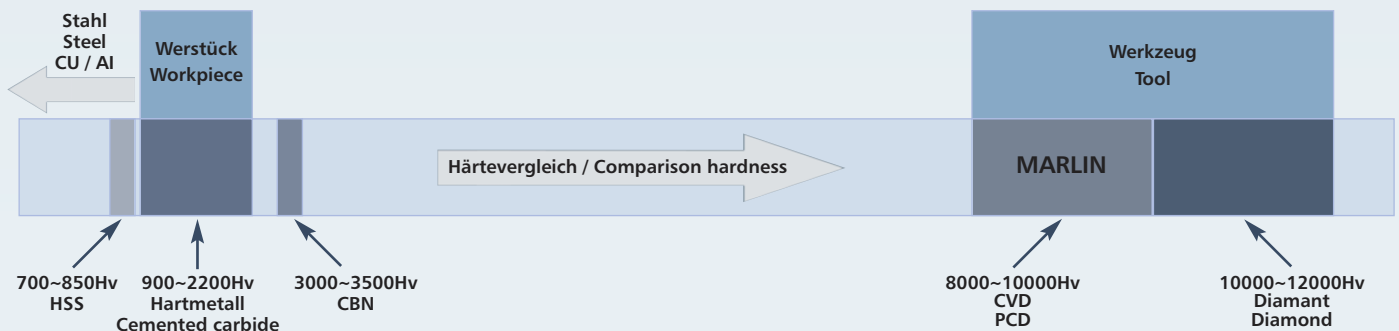 Stahl
Steel
CU / Al
Werstück
Workpiece
Werkzeug
Tool
Härtevergleich / Comparison hardness
MARLIN
700~850Hv
HSS
900~2200Hv
Hartmetall
Cemented carbide
3000~3500Hv
CBN
8000~10000Hv
CVD
PCD
10000~12000Hv
Diamant
Diamond